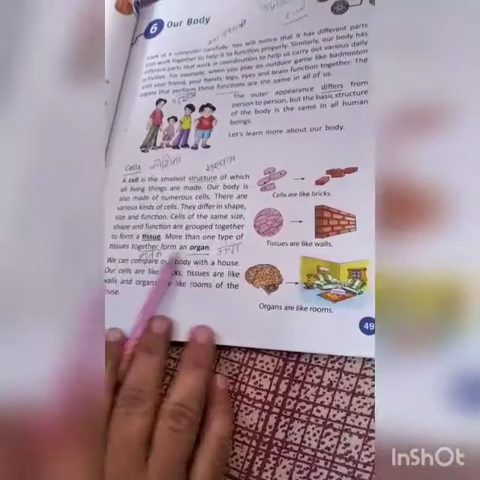 6 Our Body
Look at a computer carefully. You will notice that it has different parts
that work together to help it to function properly. Similarly, our body has
different parts that work in coordination to help us carry out various daily
activities. For example, when you play an outdoor game like badminton
with your friend, your hands, legs, eyes and brain function together. The
organs that perform these functions are the same in all of us.
The outer appearance differs from
person to person, but the basic structure
of the body is the same in all human
beings.
Let's learn more about our body.
Cells
A cell is the smallest structure of which
all living things are made. Our body is
also made of numerous cells. There are
various kinds of cells. They differ in shape,
size and function. Cells of the same size,
shape and function are grouped together
to form a tissue. More than one type of
tissues together form an organ.
We can compare our body with a house.
Our cells are like bricks, tissues are like
walls and organs are like rooms of the
house.
Cells are like bricks.
Tissues are like walls.
Organs are like rooms.
49
InShOt